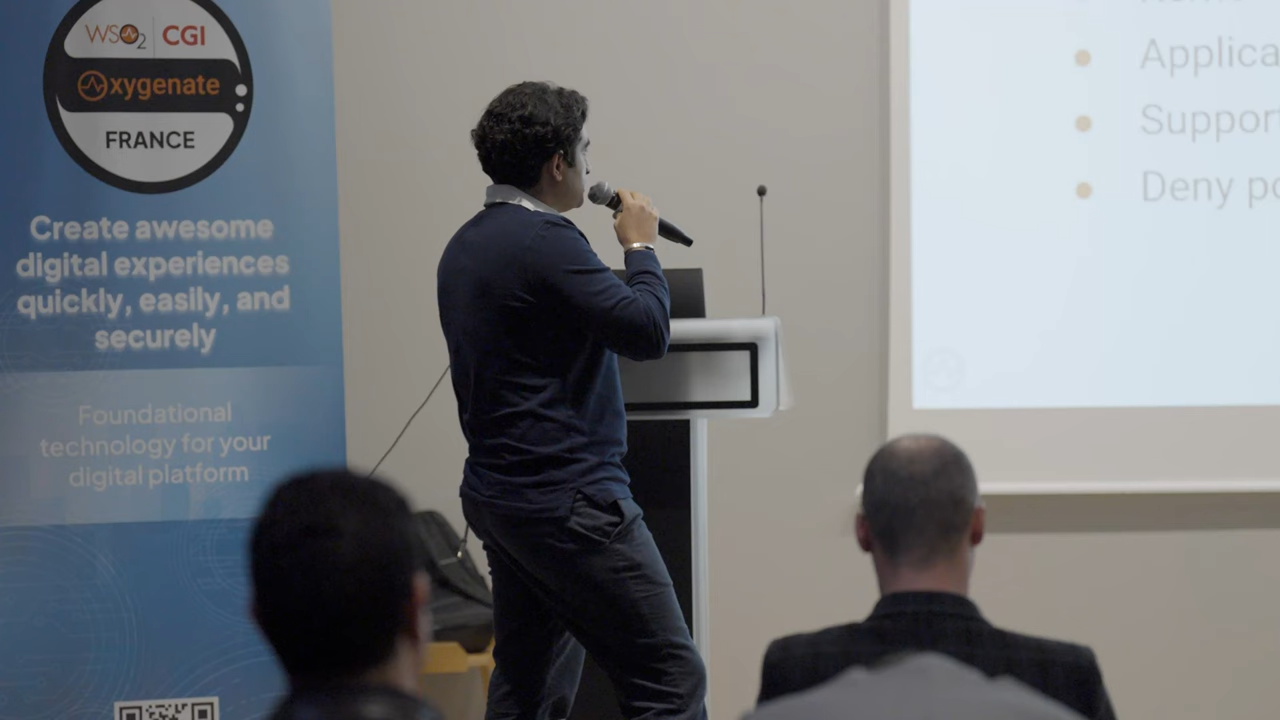 WSO2 CGI
Oxygenate
FRANCE
Create awesome
digital experiences
quickly, easily, and
securely
Foundational
technology for your
digital platform
Applica
Support
Deny po